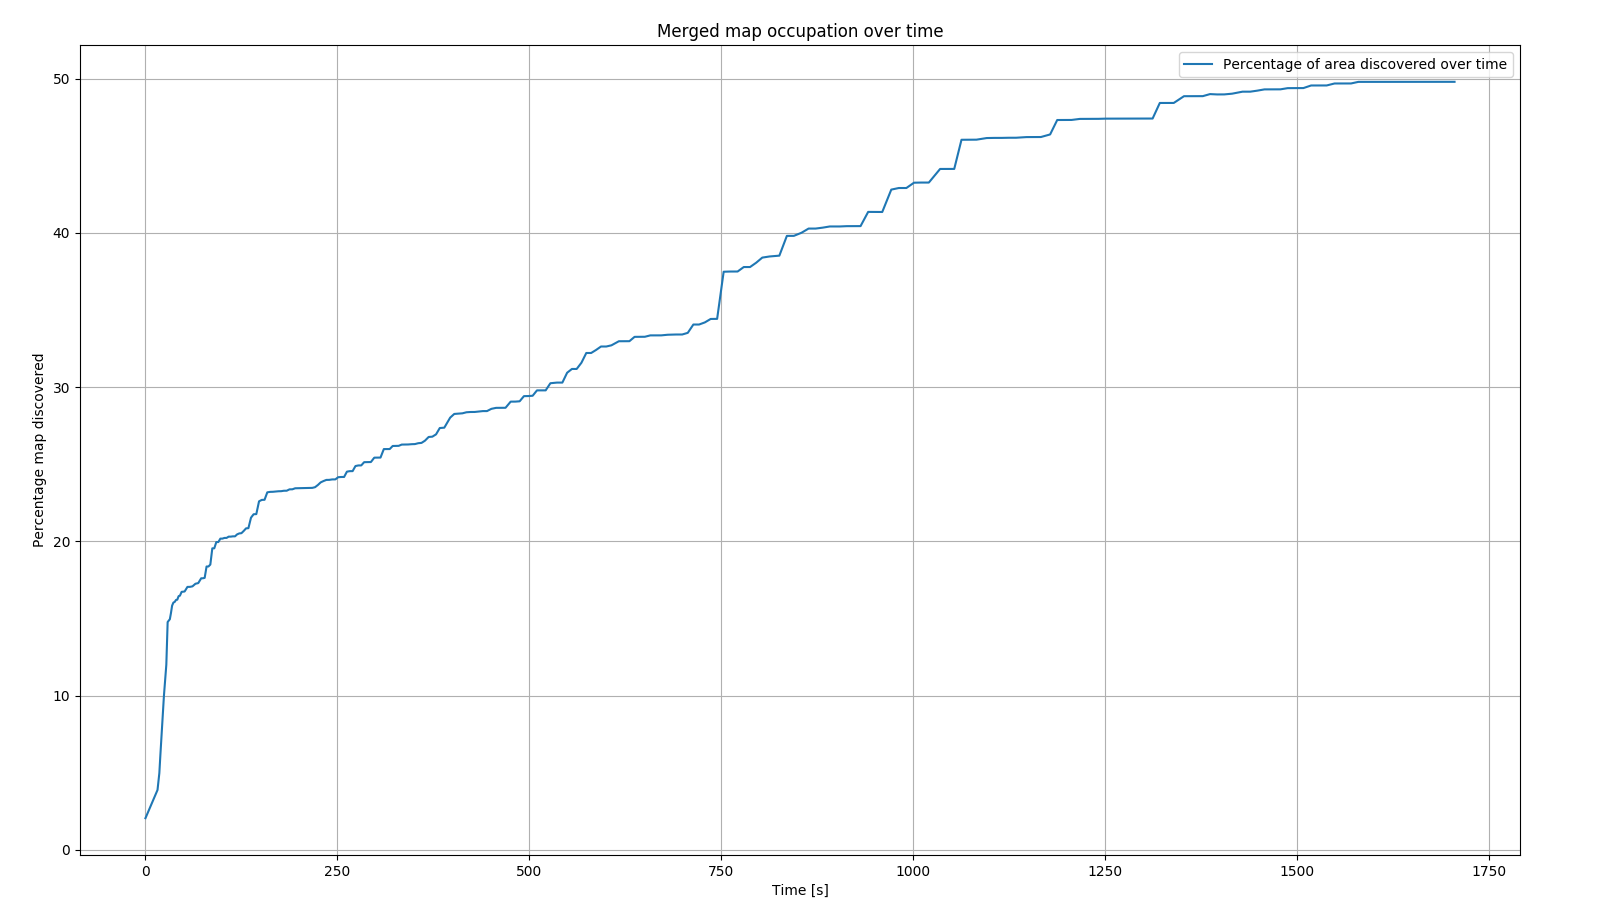 Merged map occupation over time
Percentage of area discovered over time
50
40
30
20
10
0
Percentage map discovered
0 250 500 750 1000 1250 1500 1750
Time [s]